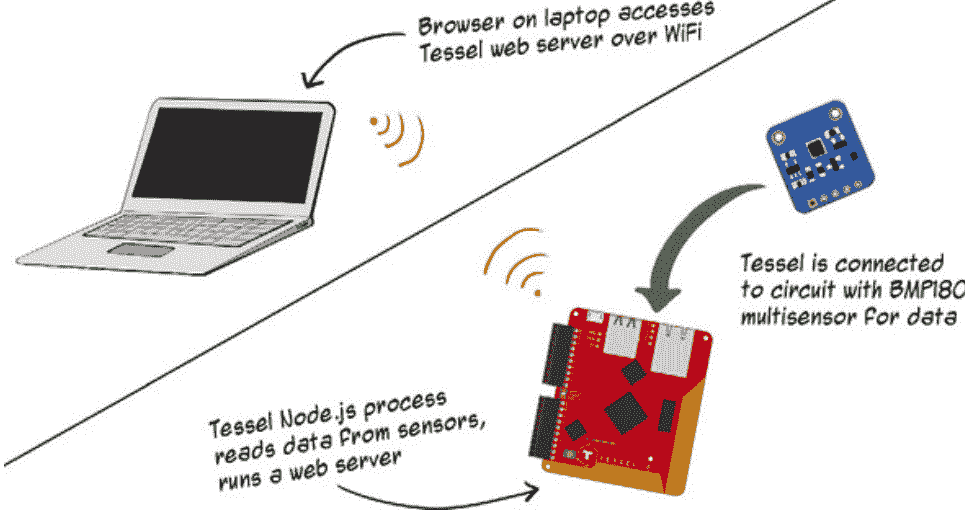 Browser on laptop accesses
Tessel web server over WiFi
Tessel is connected
to circuit with BMP180
multisensor for data
Tessel Node.js process
reads data from sensors,
runs a web server